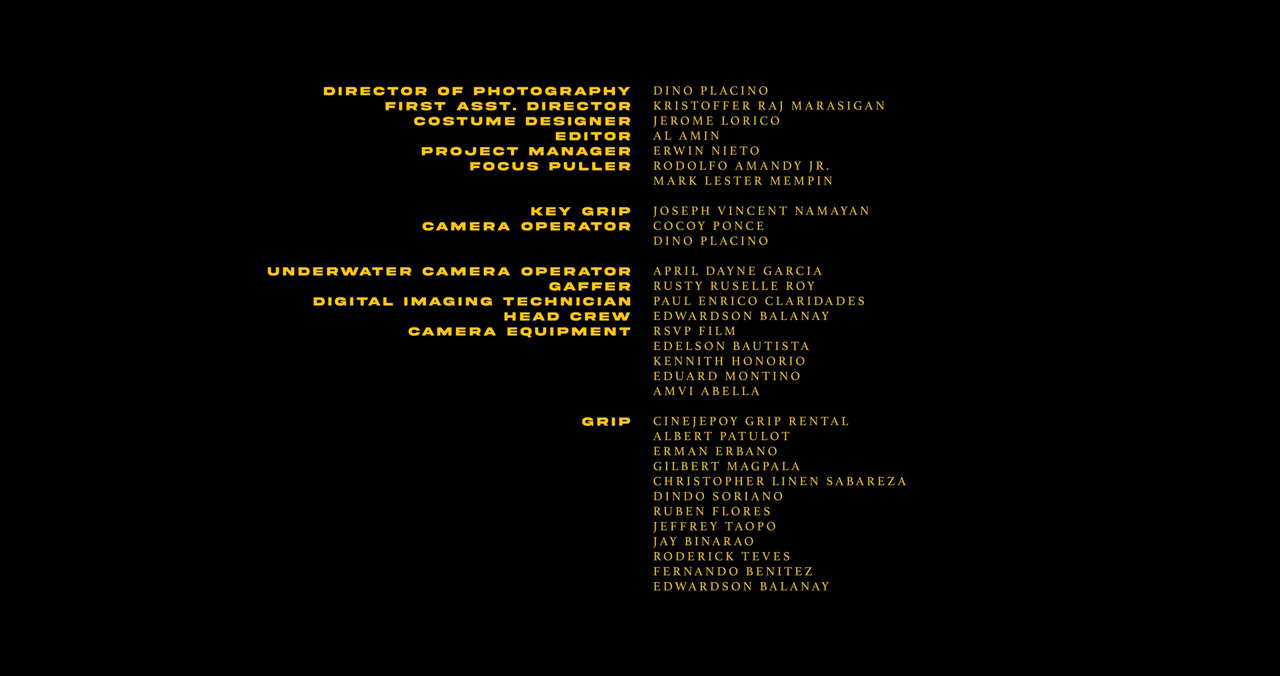 DIRECTOR OF PHOTOGRAPHY DINO PLACINO
FIRST ASST. DIRECTOR KRISTOFFER RAJ MARASIGAN
COSTUME DESIGNER JEROME LORICO
EDITOR AL AMIN
PROJECT MANAGER ERWIN NIETO
FOCUS PULLER RODOLFO AMANDY JR.
MARK LESTER MEMPIN
KEY GRIP JOSEPH VINCENT NAMAYAN
CAMERA OPERATOR COCOY PONCE
DINO PLACINO
UNDERWATER CAMERA OPERATOR APRIL DAYNE GARCIA
GAFFER RUSTY RUSELLE ROY
DIGITAL IMAGING TECHNICIAN PAUL ENRICO CLARIDADES
HEAD CREW EDWARDSON BALANAY
CAMERA EQUIPMENT RSVP FILM
EDELSON BAUTISTA
KENNITH HONORIO
EDUARD MONTINO
AMVI ABELLA
GRIP CINEJEPOY GRIP RENTAL
ALBERT PATULOT
ERMAN ERBANO
GILBERT MAGPALA
CHRISTOPHER LINEN SABAREZA
DINDO SORIANO
RUBEN FLORES
JEFFREY TAOPO
JAY BINARAO
RODERICK TEVES
FERNANDO BENITEZ
EDWARDSON BALANAY